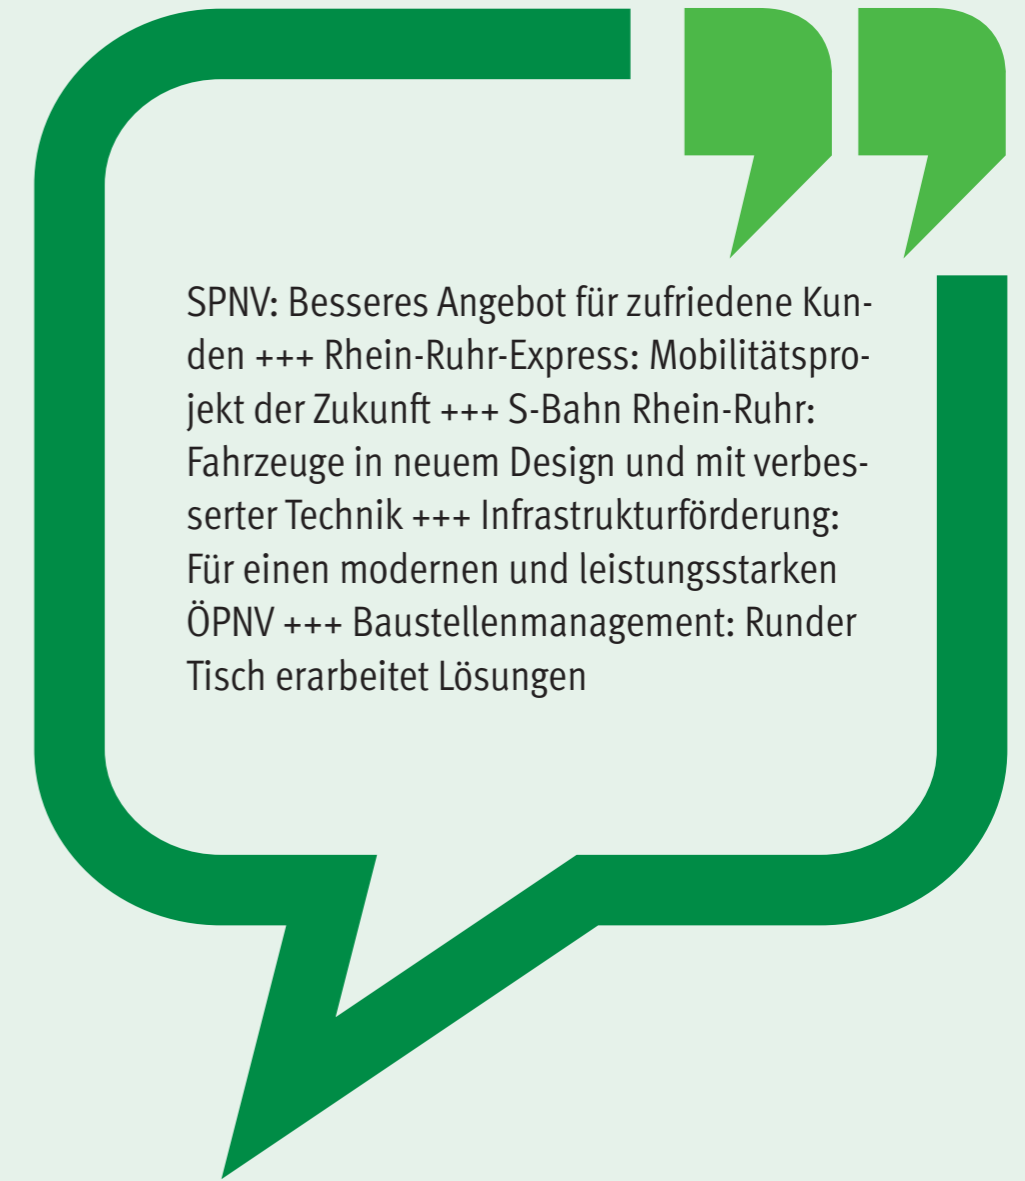 SPNV: Besseres Angebot für zufriedene Kun-
den +++ Rhein-Ruhr-Express: Mobilitätspro-
jekt der Zukunft +++ S-Bahn Rhein-Ruhr:
Fahrzeuge in neuem Design und mit verbes-
serter Technik +++ Infrastrukturförderung:
Für einen modernen und leistungsstarken
ÖPNV +++ Baustellenmanagement: Runder
Tisch erarbeitet Lösungen